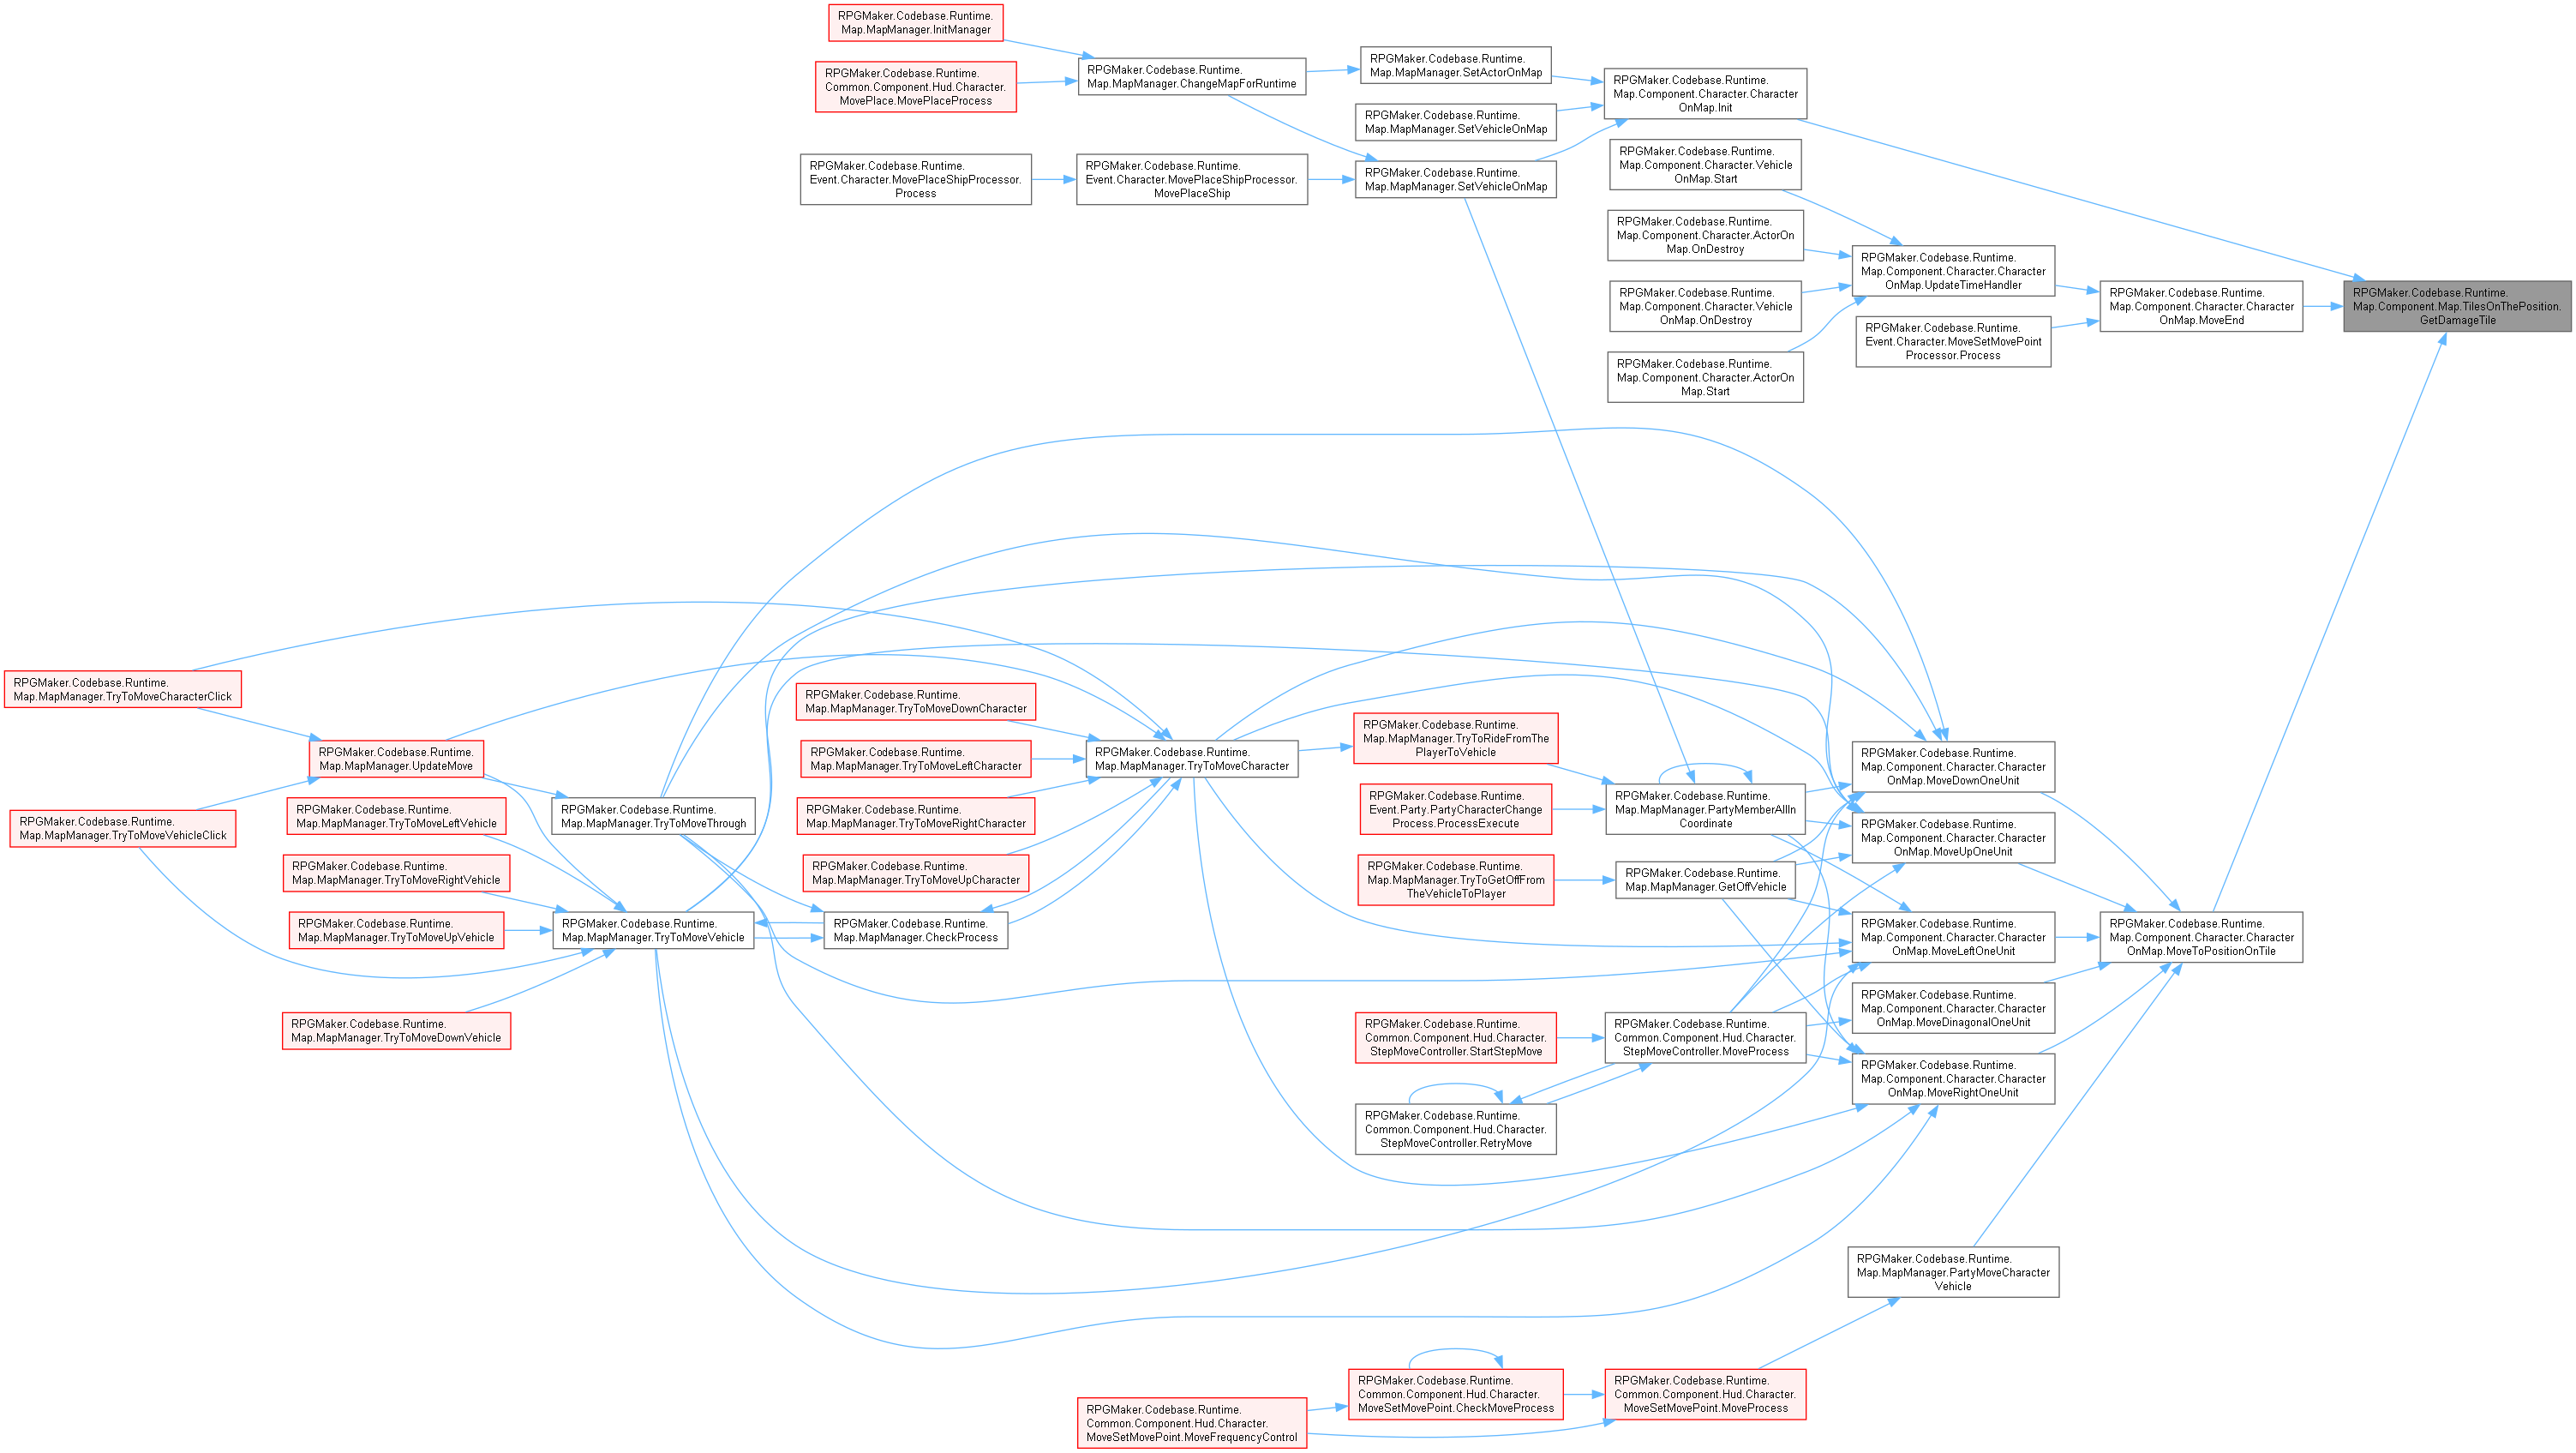 RPGMaker.Codebase.Runtime.
Map.MapManager.InitManager
RPGMaker.Codebase.Runtime.
Common.Component.Hud.Character.
MovePlace.MovePlaceProcess
RPGMaker.Codebase.Runtime.
Map.MapManager.ChangeMapForRuntime
RPGMaker.Codebase.Runtime.
Map.MapManager.SetActorOnMap
RPGMaker.Codebase.Runtime.
Map.MapManager.SetVehicleOnMap
RPGMaker.Codebase.Runtime.
Map.Component.Character.Character
OnMap.Init
RPGMaker.Codebase.Runtime.
Event.Character.MovePlaceShipProcessor.
Process
RPGMaker.Codebase.Runtime.
Event.Character.MovePlaceShipProcessor.
MovePlaceShip
RPGMaker.Codebase.Runtime.
Map.MapManager.SetVehicleOnMap
RPGMaker.Codebase.Runtime.
Map.Component.Character.Vehicle
OnMap.Start
RPGMaker.Codebase.Runtime.
Map.Component.Character.ActorOn
Map.OnDestroy
RPGMaker.Codebase.Runtime.
Map.Component.Character.Vehicle
OnMap.OnDestroy
RPGMaker.Codebase.Runtime.
Map.Component.Character.ActorOn
Map.Start
RPGMaker.Codebase.Runtime.
Map.Component.Character.Character
OnMap.UpdateTimeHandler
RPGMaker.Codebase.Runtime.
Event.Character.MoveSetMovePoint
Processor.Process
RPGMaker.Codebase.Runtime.
Map.Component.Character.Character
OnMap.MoveEnd
RPGMaker.Codebase.Runtime.
Map.Component.Map.TilesOnThePosition.
GetDamageTile
RPGMaker.Codebase.Runtime.
Map.MapManager.TryToMoveCharacterClick
RPGMaker.Codebase.Runtime.
Map.MapManager.TryToMoveVehicleClick
RPGMaker.Codebase.Runtime.
Map.MapManager.UpdateMove
RPGMaker.Codebase.Runtime.
Map.MapManager.TryToMoveLeftVehicle
RPGMaker.Codebase.Runtime.
Map.MapManager.TryToMoveRightVehicle
RPGMaker.Codebase.Runtime.
Map.MapManager.TryToMoveUpVehicle
RPGMaker.Codebase.Runtime.
Map.MapManager.TryToMoveDownVehicle
RPGMaker.Codebase.Runtime.
Map.MapManager.TryToMoveThrough
RPGMaker.Codebase.Runtime.
Map.MapManager.TryToMoveVehicle
RPGMaker.Codebase.Runtime.
Map.MapManager.TryToMoveDownCharacter
RPGMaker.Codebase.Runtime.
Map.MapManager.TryToMoveLeftCharacter
RPGMaker.Codebase.Runtime.
Map.MapManager.TryToMoveRightCharacter
RPGMaker.Codebase.Runtime.
Map.MapManager.TryToMoveUpCharacter
RPGMaker.Codebase.Runtime.
Map.MapManager.CheckProcess
RPGMaker.Codebase.Runtime.
Map.MapManager.TryToMoveCharacter
RPGMaker.Codebase.Runtime.
Map.MapManager.TryToRideFromThe
PlayerToVehicle
RPGMaker.Codebase.Runtime.
Event.Party.PartyCharacterChange
Process.ProcessExecute
RPGMaker.Codebase.Runtime.
Map.MapManager.TryToGetOffFrom
TheVehicleToPlayer
RPGMaker.Codebase.Runtime.
Common.Component.Hud.Character.
StepMoveController.StartStepMove
RPGMaker.Codebase.Runtime.
Common.Component.Hud.Character.
StepMoveController.RetryMove
RPGMaker.Codebase.Runtime.
Map.MapManager.PartyMemberAllIn
Coordinate
RPGMaker.Codebase.Runtime.
Map.MapManager.GetOffVehicle
RPGMaker.Codebase.Runtime.
Common.Component.Hud.Character.
StepMoveController.MoveProcess
RPGMaker.Codebase.Runtime.
Map.Component.Character.Character
OnMap.MoveDownOneUnit
RPGMaker.Codebase.Runtime.
Map.Component.Character.Character
OnMap.MoveUpOneUnit
RPGMaker.Codebase.Runtime.
Map.Component.Character.Character
OnMap.MoveLeftOneUnit
RPGMaker.Codebase.Runtime.
Map.Component.Character.Character
OnMap.MoveDinagonalOneUnit
RPGMaker.Codebase.Runtime.
Map.Component.Character.Character
OnMap.MoveRightOneUnit
RPGMaker.Codebase.Runtime.
Map.Component.Character.Character
OnMap.MoveToPositionOnTile
RPGMaker.Codebase.Runtime.
Map.MapManager.PartyMoveCharacter
Vehicle
RPGMaker.Codebase.Runtime.
Common.Component.Hud.Character.
MoveSetMovePoint.MoveFrequencyControl
RPGMaker.Codebase.Runtime.
Common.Component.Hud.Character.
MoveSetMovePoint.CheckMoveProcess
RPGMaker.Codebase.Runtime.
Common.Component.Hud.Character.
MoveSetMovePoint.MoveProcess